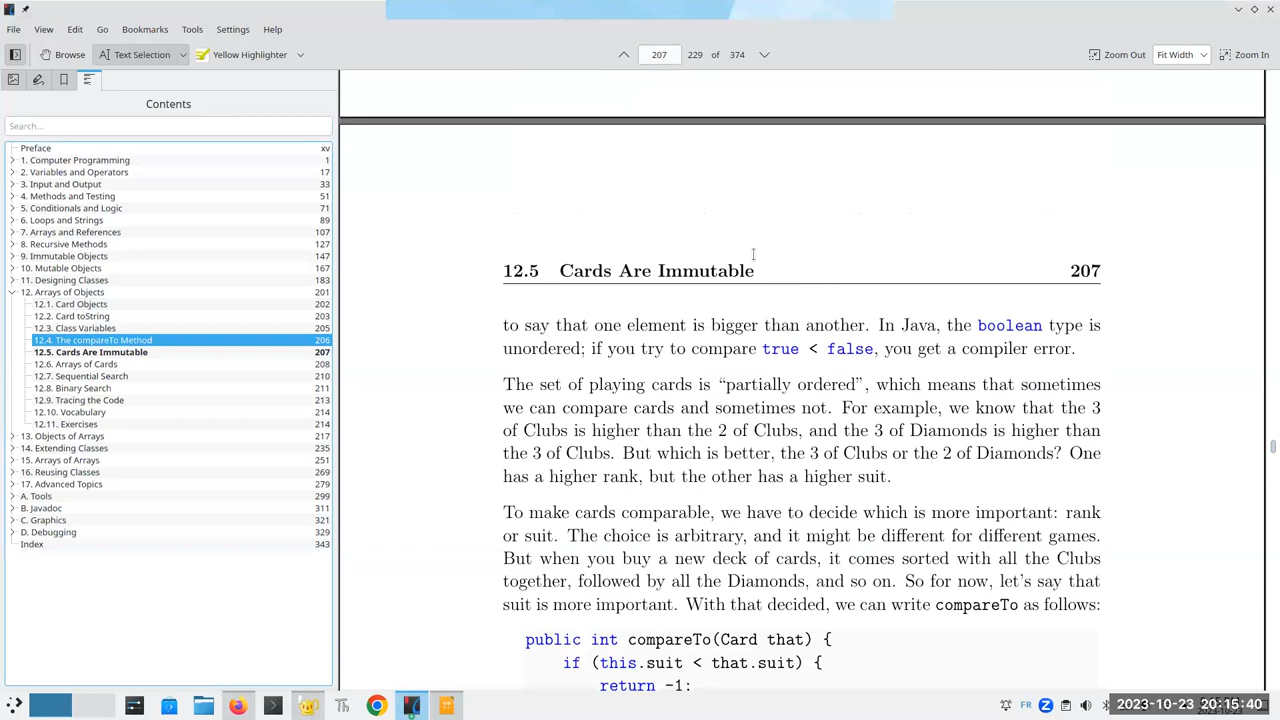 File View Edit Go Bookmarks Tools Settings Help
Browse Text Selection Yellow Highlighter 207 229 of 374 Zoom Out Fit Width Zoom In
Contents
Search...
Preface xv
1. Computer Programming 1
2. Variables and Operators 17
3. Input and Output 33
4. Methods and Testing 51
5. Conditionals and Logic 71
6. Loops and Strings 89
7. Arrays and References 107
8. Recursive Methods 127
9. Immutable Objects 147
10. Mutable Objects 167
11. Designing Classes 183
12. Arrays of Objects 201
12.1. Card Objects 202
12.2. Card toString 203
12.3. Class Variables 205
12.4. The compareTo Method 206
12.5. Cards Are Immutable 207
12.6. Arrays of Cards 208
12.7. Sequential Search 210
12.8. Binary Search 211
12.9. Tracing the Code 213
12.10. Vocabulary 214
12.11. Exercises 214
13. Objects of Arrays 217
14. Extending Classes 235
15. Arrays of Arrays 251
16. Reusing Classes 269
17. Advanced Topics 279
A. Tools 299
B. Javadoc 311
C. Graphics 321
D. Debugging 329
Index 343
12.5 Cards Are Immutable 207
to say that one element is bigger than another. In Java, the boolean type is
unordered; if you try to compare true < false, you get a compiler error.
The set of playing cards is “partially ordered”, which means that sometimes
we can compare cards and sometimes not. For example, we know that the 3
of Clubs is higher than the 2 of Clubs, and the 3 of Diamonds is higher than
the 3 of Clubs. But which is better, the 3 of Clubs or the 2 of Diamonds? One
has a higher rank, but the other has a higher suit.
To make cards comparable, we have to decide which is more important: rank
or suit. The choice is arbitrary, and it might be different for different games.
But when you buy a new deck of cards, it comes sorted with all the Clubs
together, followed by all the Diamonds, and so on. So for now, let's say that
suit is more important. With that decided, we can write compareTo as follows:
public int compareTo(Card that) {
if (this.suit < that.suit) {
return -1;
Th FR Z 2023-10-23 20:15:40